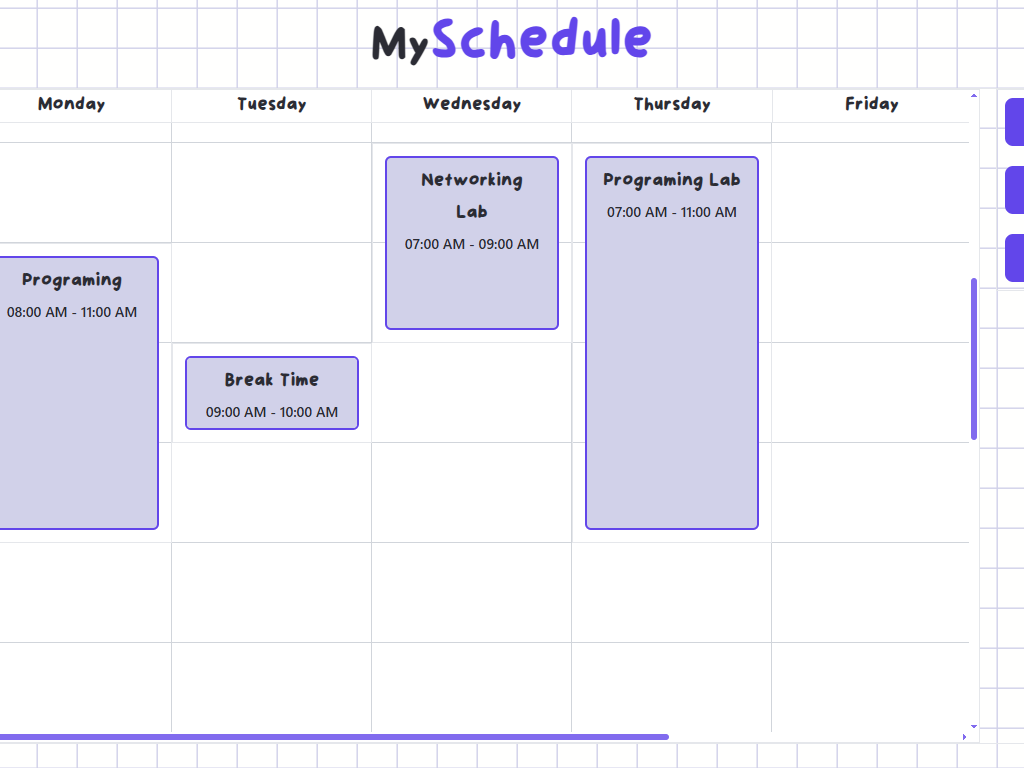 MySchedule
Monday Tuesday Wednesday Thursday Friday
Networking
Lab
07:00 AM - 09:00 AM
Programing Lab
07:00 AM - 11:00 AM
Programing
08:00 AM - 11:00 AM
Break Time
09:00 AM - 10:00 AM